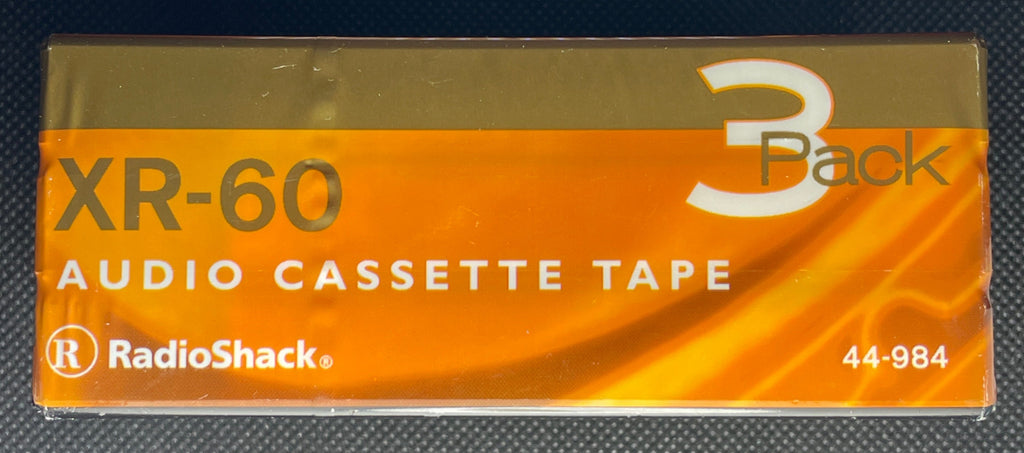 3 Pack
XR-60
AUDIO CASSETTE TAPE
R RadioShack®
44-984